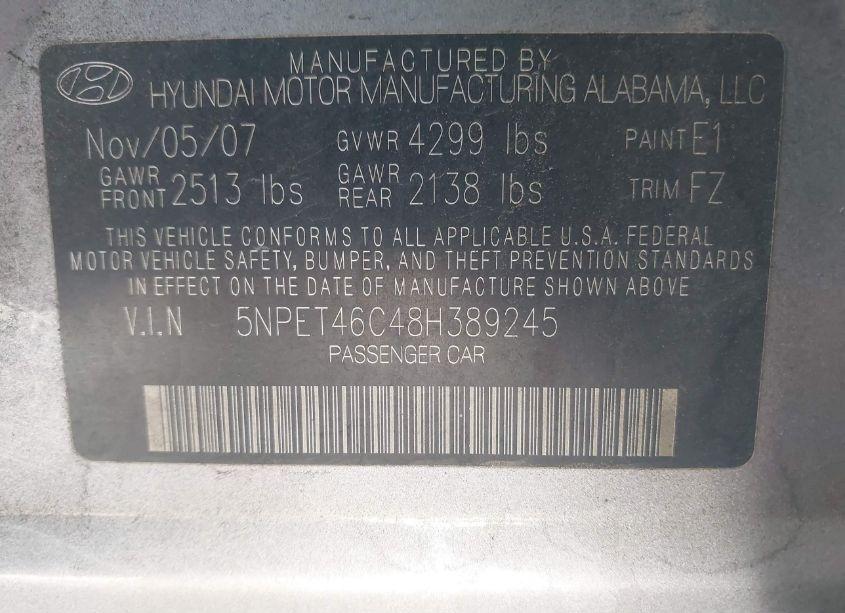 MANUFACTURED BY
HYUNDAI MOTOR MANUFACTURING ALABAMA, LLC
Nov/05/07 GVWR 4299 lbs PAINT E1
GAWR FRONT 2513 lbs GAWR REAR 2138 lbs TRIM FZ
THIS VEHICLE CONFORMS TO ALL APPLICABLE U.S.A. FEDERAL
MOTOR VEHICLE SAFETY, BUMPER, AND THEFT PREVENTION STANDARDS
IN EFFECT ON THE DATE OF MANUFACTURE SHOWN ABOVE
V.I.N 5NPET46C48H389245
PASSENGER CAR